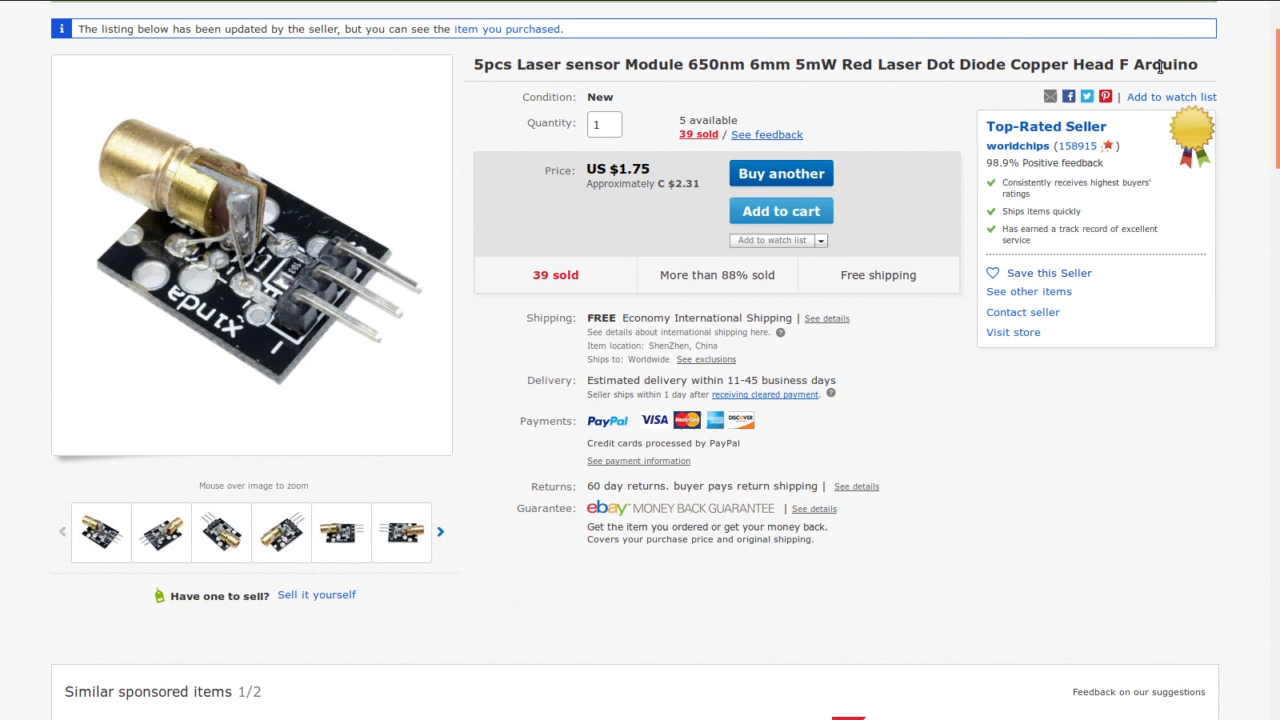 The listing below has been updated by the seller, but you can see the item you purchased.
5pcs Laser sensor Module 650nm 6mm 5mW Red Laser Dot Diode Copper Head F Arduino
Condition: New
Quantity: 1
5 available
39 sold / See feedback
Price: US $1.75
Approximately C $2.31
Buy another
Add to cart
Add to watch list
39 sold
More than 88% sold
Free shipping
Shipping: FREE Economy International Shipping | See details
See details about international shipping here.
Item location: ShenZhen, China
Ships to: Worldwide See exclusions
Delivery: Estimated delivery within 11-45 business days
Seller ships within 1 day after receiving cleared payment.
Payments: PayPal VISA MasterCard DISCOVER
Credit cards processed by PayPal
See payment information
Returns: 60 day returns. buyer pays return shipping | See details
Guarantee: ebay MONEY BACK GUARANTEE | See details
Get the item you ordered or get your money back.
Covers your purchase price and original shipping.
| Add to watch list
Top-Rated Seller
worldchips (158915 )
98.9% Positive feedback
Consistently receives highest buyers'
ratings
Ships items quickly
Has earned a track record of excellent
service
Save this Seller
See other items
Contact seller
Visit store
Mouse over image to zoom
Have one to sell? Sell it yourself
Similar sponsored items 1/2
Feedback on our suggestions